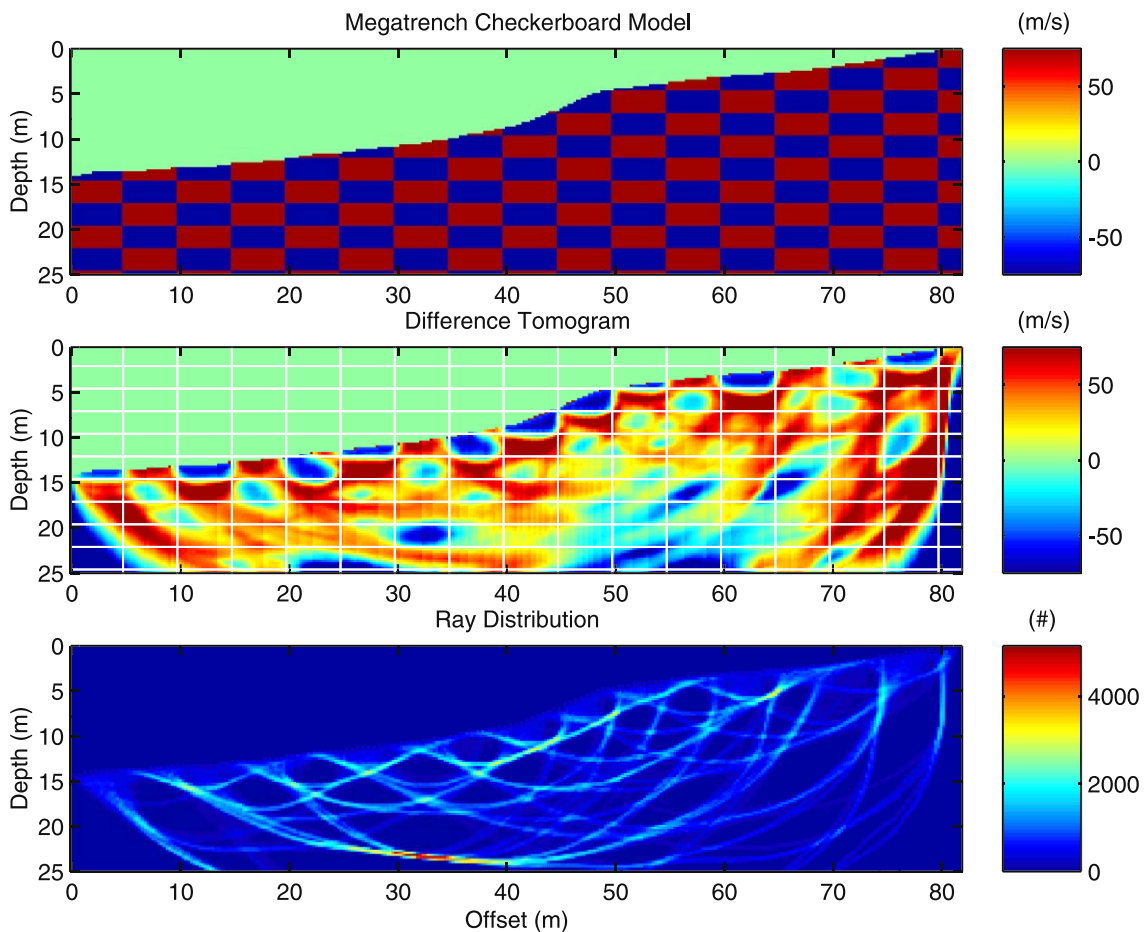 Megatrench Checkerboard Model
(m/s)
Depth (m)
0
5
10
15
20
25
0 10 20 30 40 50 60 70 80
50
0
-50
Difference Tomogram
(m/s)
Depth (m)
0
5
10
15
20
25
0 10 20 30 40 50 60 70 80
50
0
-50
Ray Distribution
(#)
Depth (m)
0
5
10
15
20
25
0 10 20 30 40 50 60 70 80
Offset (m)
4000
2000
0